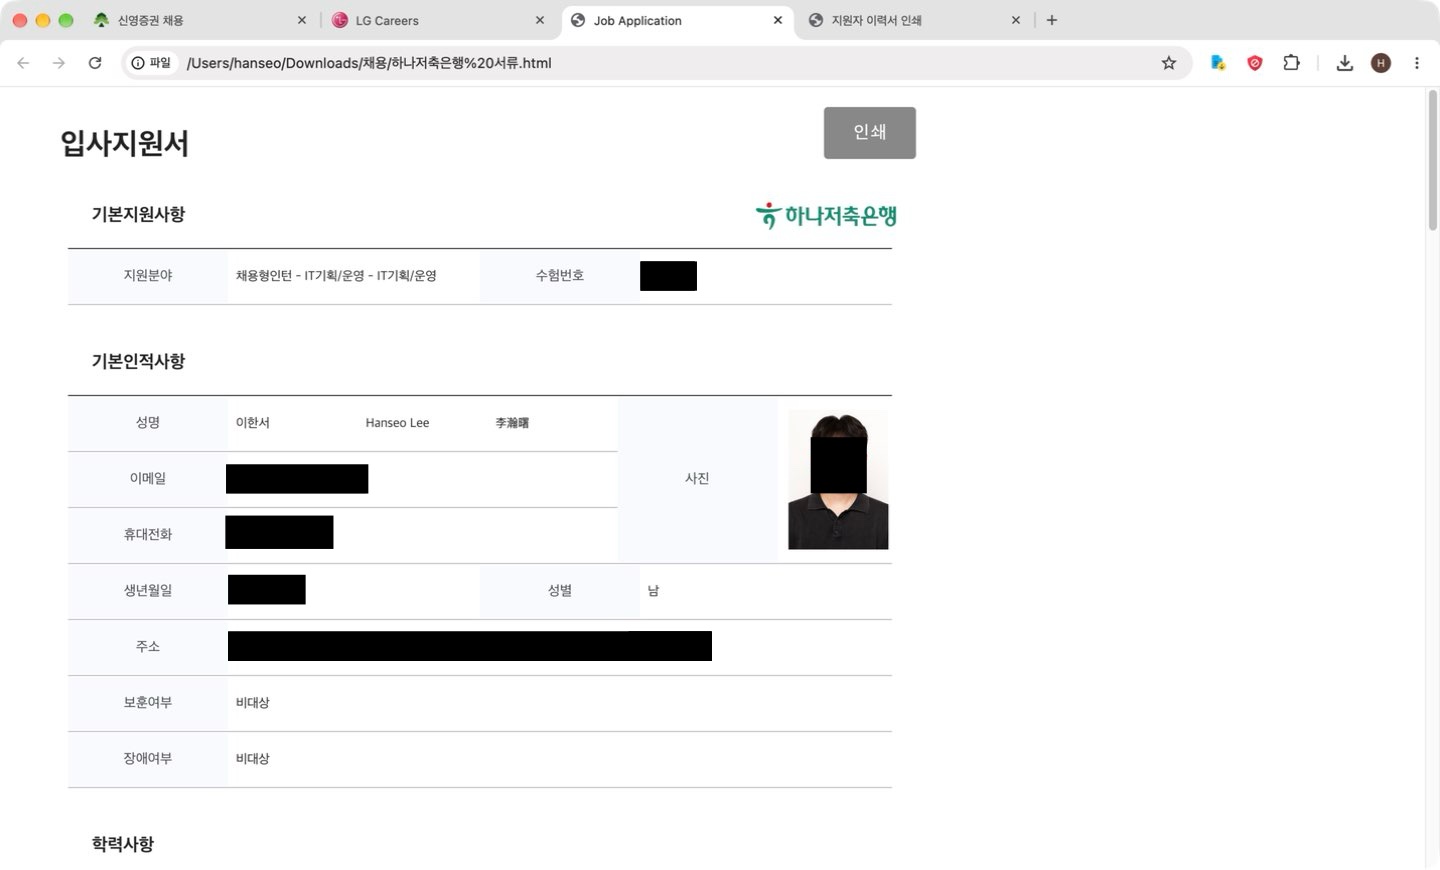 신영증권 채용
LG Careers
Job Application
지원자 이력서 인쇄
파일
/Users/hanseo/Downloads/채용/하나저축은행%20서류.html
H
입사지원서
인쇄
기본지원사항
하나저축은행
지원분야 채용형인턴 - IT기획/운영 - IT기획/운영 수험번호
기본인적사항
성명 이한서 Hanseo Lee 李瀚曙
이메일
사진
휴대전화
생년월일 성별 남
주소
보훈여부 비대상
장애여부 비대상
학력사항